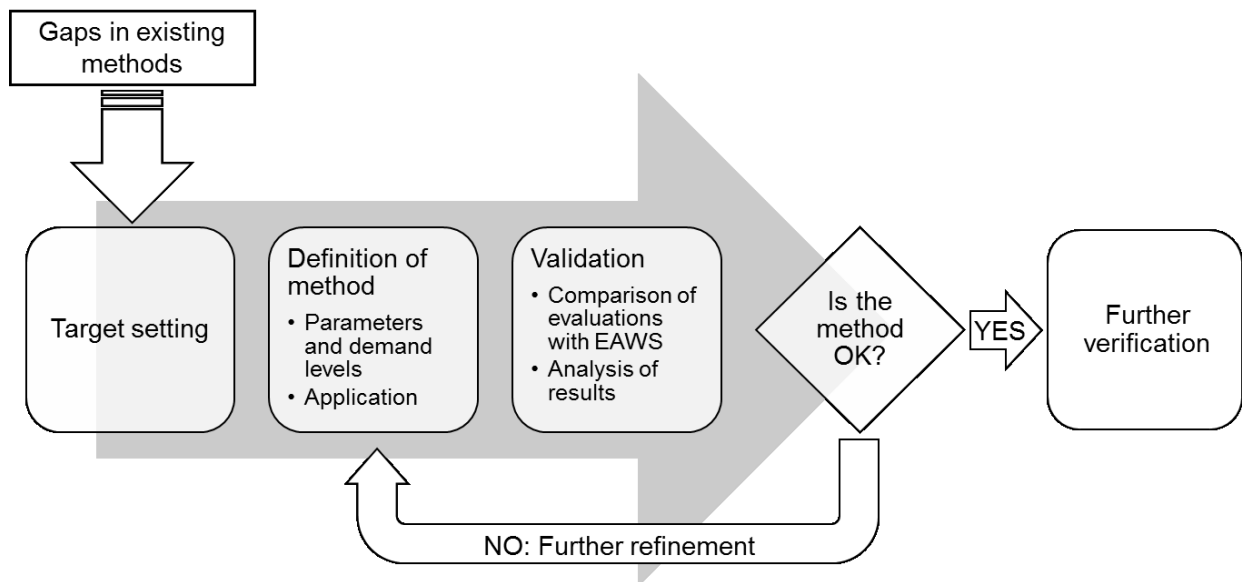 Gaps in existing
methods
Target setting
Definition of
method
• Parameters
and demand
levels
• Application
Validation
• Comparison of
evaluations
with EAWS
• Analysis of
results
Is the
method
OK?
YES
Further
verification
NO: Further refinement